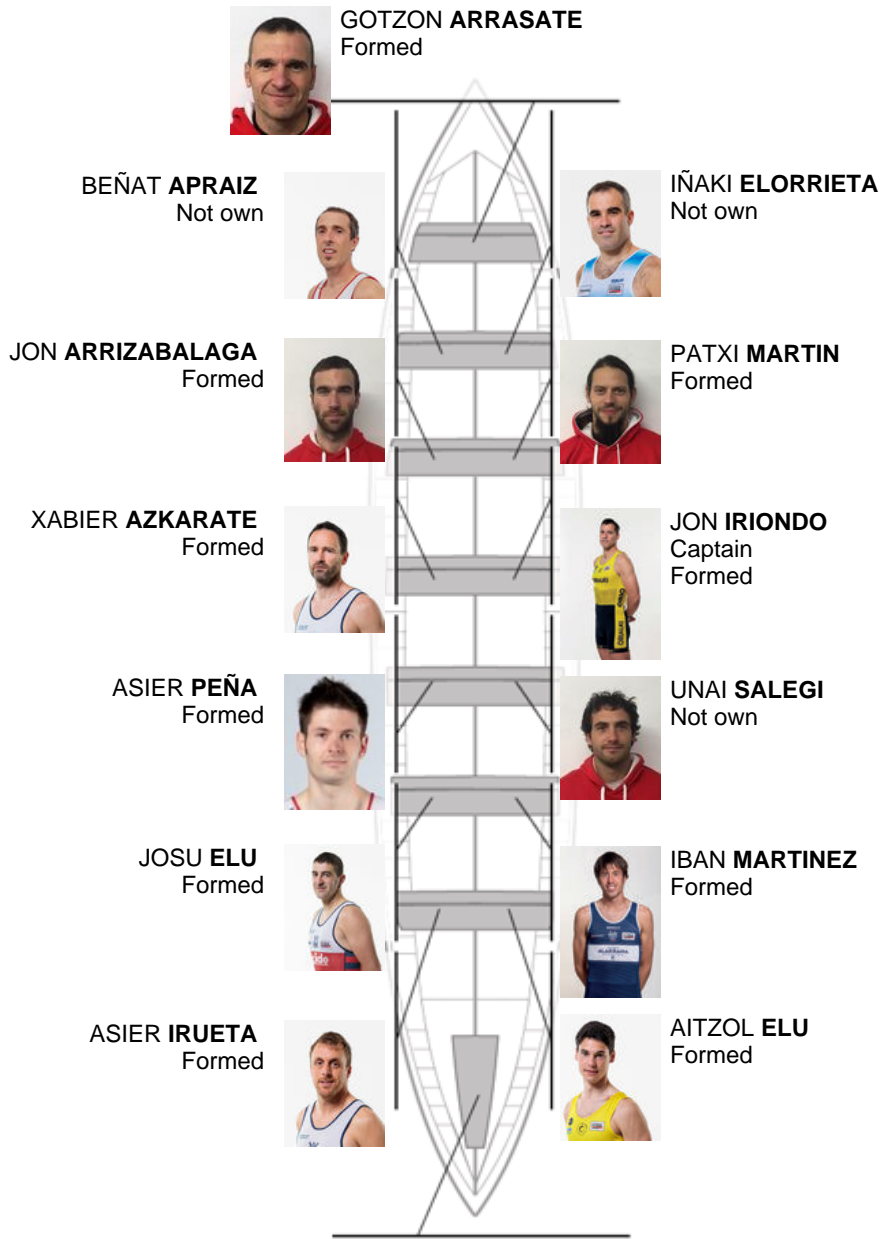 GOTZON ARRASATE
Formed
BEÑAT APRAIZ
Not own
IÑAKI ELORRIETA
Not own
JON ARRIZABALAGA
Formed
PATXI MARTIN
Formed
XABIER AZKARATE
Formed
JON IRIONDO
Captain
Formed
ASIER PEÑA
Formed
UNAI SALEGI
Not own
JOSU ELU
Formed
IBAN MARTINEZ
Formed
ASIER IRUETA
Formed
AITZOL ELU
Formed